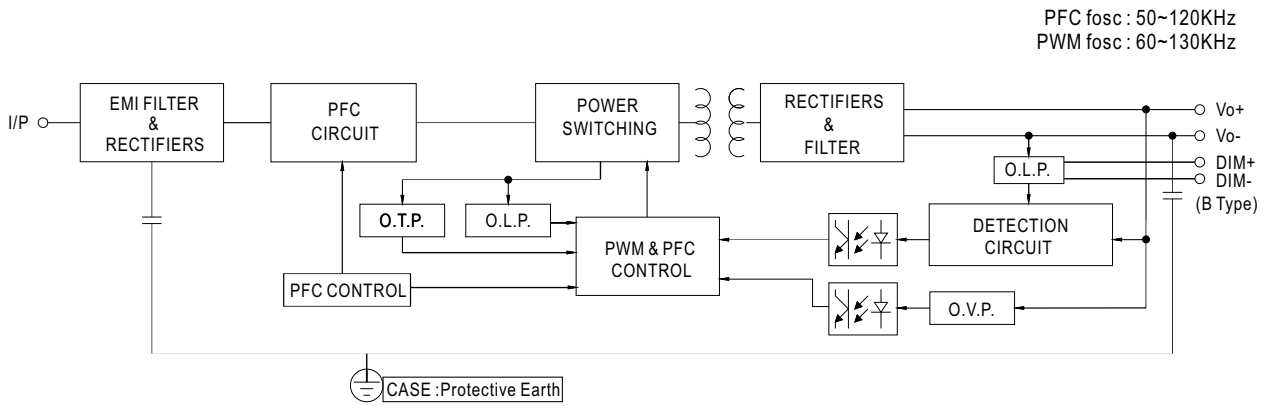 PFC fosc : 50~120KHz
PWM fosc : 60~130KHz
I/P
EMI FILTER
&
RECTIFIERS
PFC
CIRCUIT
POWER
SWITCHING
RECTIFIERS
&
FILTER
Vo+
Vo-
DIM+
DIM-
(B Type)
O.L.P.
O.T.P.
O.L.P.
PWM & PFC
CONTROL
DETECTION
CIRCUIT
PFC CONTROL
O.V.P.
CASE :Protective Earth